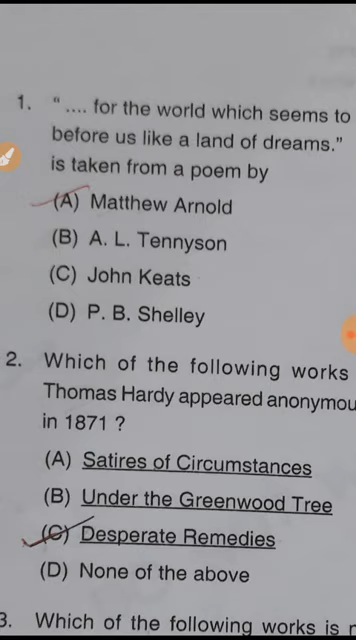 1. " .... for the world which seems to
before us like a land of dreams."
is taken from a poem by
(A) Matthew Arnold
(B) A. L. Tennyson
(C) John Keats
(D) P. B. Shelley
2. Which of the following works
Thomas Hardy appeared anonymou
in 1871 ?
(A) Satires of Circumstances
(B) Under the Greenwood Tree
(C) Desperate Remedies
(D) None of the above
3. Which of the following works is